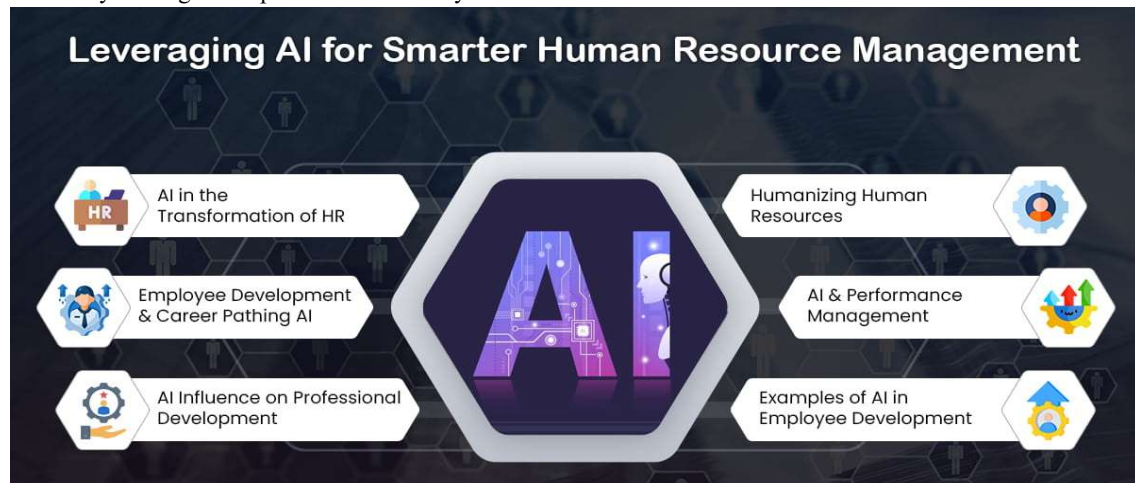 Leveraging AI for Smarter Human Resource Management
HR
AI in the
Transformation of HR
Employee Development
& Career Pathing AI
AI Influence on Professional
Development
AI
Humanizing Human
Resources
AI & Performance
Management
Examples of AI in
Employee Development